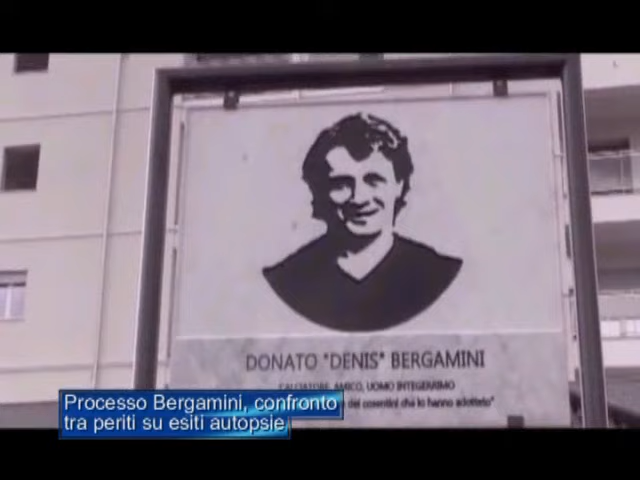 DONATO "DENIS" BERGAMINI
CALCIATORE, AMICO, UOMO INTEGERRIMO
dei cosentini che lo hanno adottato"
Processo Bergamini, confronto
tra periti su esiti autopsie